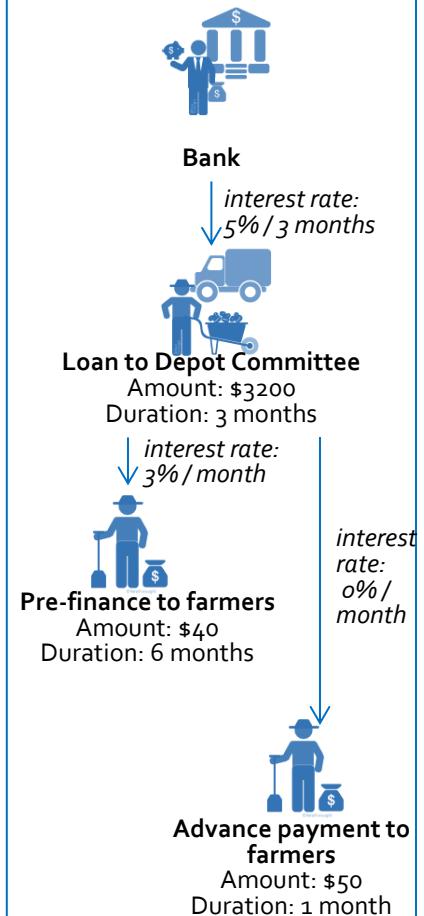 Bank
interest rate:
5% / 3 months
Loan to Depot Committee
Amount: $3200
Duration: 3 months
interest rate:
3% / month
Pre-finance to farmers
Amount: $40
Duration: 6 months
interest
rate:
0% /
month
Advance payment to
farmers
Amount: $50
Duration: 1 month